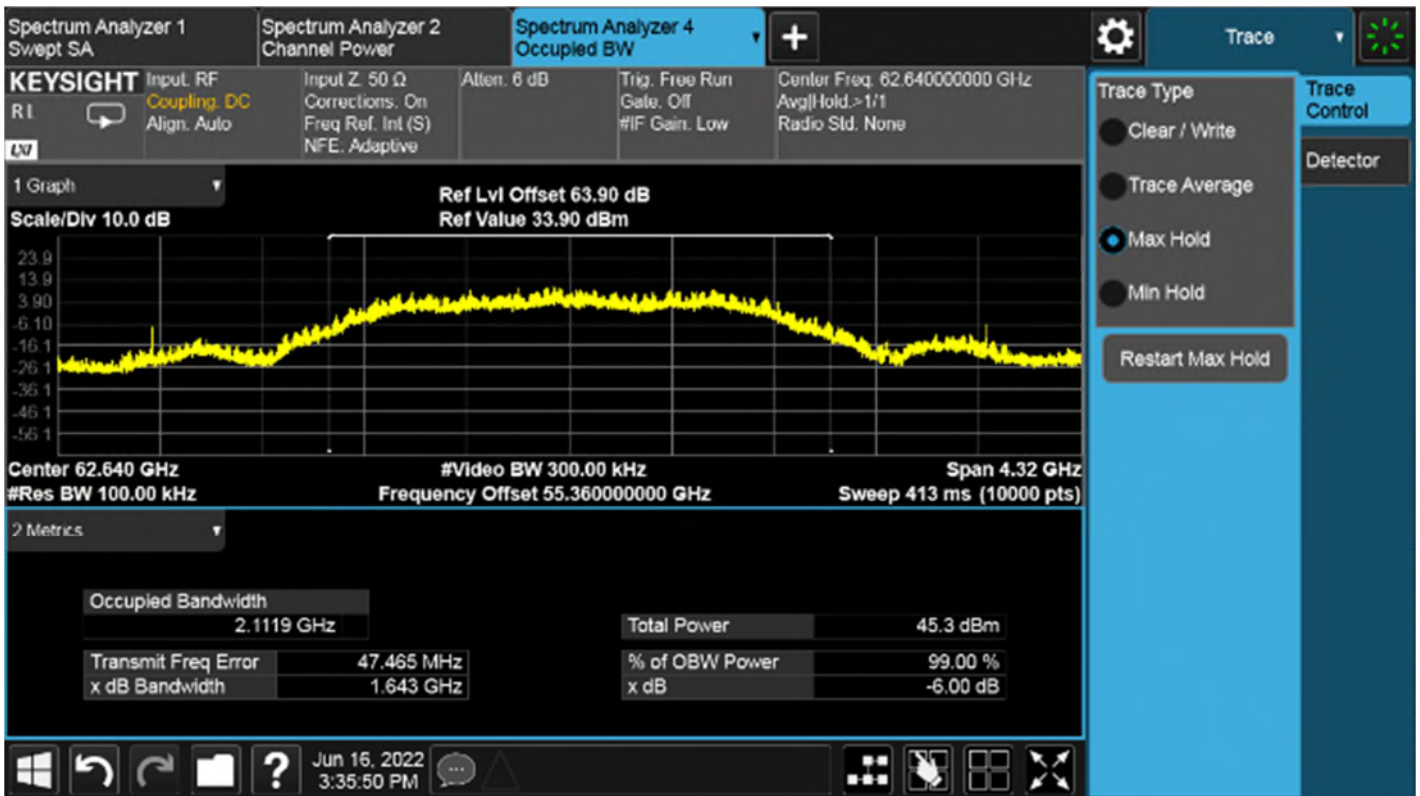 Spectrum Analyzer 1
Swept SA
Spectrum Analyzer 2
Channel Power
Spectrum Analyzer 4
Occupied BW
Trace
KEYSIGHT
Input: RF
Coupling: DC
Align: Auto
Input Z: 50 Ω
Corrections: On
Freq Ref: Int (S)
NFE: Adaptive
Atten: 6 dB
Trig: Free Run
Gate: Off
#IF Gain: Low
Center Freq: 62.640000000 GHz
Avg|Hold:>1/1
Radio Std: None
LXI
Trace Type
Clear / Write
Trace Average
Max Hold
Min Hold
Restart Max Hold
Trace
Control
Detector
1 Graph
Scale/Div 10.0 dB
Ref Lvl Offset 63.90 dB
Ref Value 33.90 dBm
23.9
13.9
3.90
-6.10
-16.1
-26.1
-36.1
-46.1
-56.1
Center 62.640 GHz
#Video BW 300.00 kHz
Span 4.32 GHz
#Res BW 100.00 kHz
Frequency Offset 55.360000000 GHz
Sweep 413 ms (10000 pts)
2 Metrics
Occupied Bandwidth
2.1119 GHz
Total Power 45.3 dBm
Transmit Freq Error 47.465 MHz
% of OBW Power 99.00 %
x dB Bandwidth 1.643 GHz
x dB -6.00 dB
?
Jun 16, 2022
3:35:50 PM